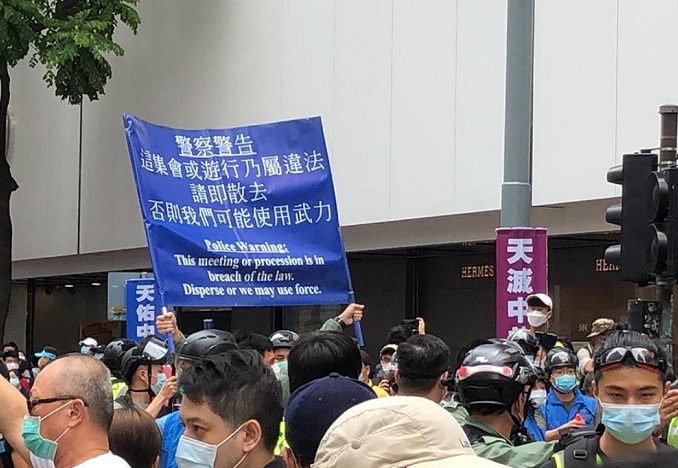 警察警告
這集會或遊行乃屬違法
請即散去
否則我們可能使用武力
Police Warning:
This meeting or procession is in
breach of the law.
Disperse or we may use force.
HERMES
天滅中
天佑